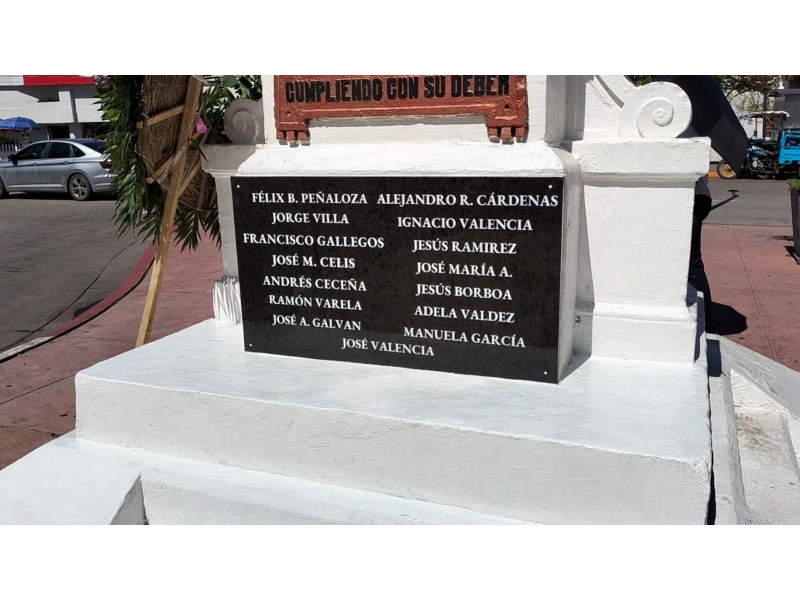 CUMPLIENDO CON SU DEBER
FÉLIX B. PEÑALOZA
JORGE VILLA
FRANCISCO GALLEGOS
JOSÉ M. CELIS
ANDRÉS CECEÑA
RAMÓN VARELA
JOSÉ A. GALVAN
ALEJANDRO R. CÁRDENAS
IGNACIO VALENCIA
JESÚS RAMIREZ
JOSÉ MARÍA A.
JESÚS BORBOA
ADELA VALDEZ
MANUELA GARCÍA
JOSÉ VALENCIA